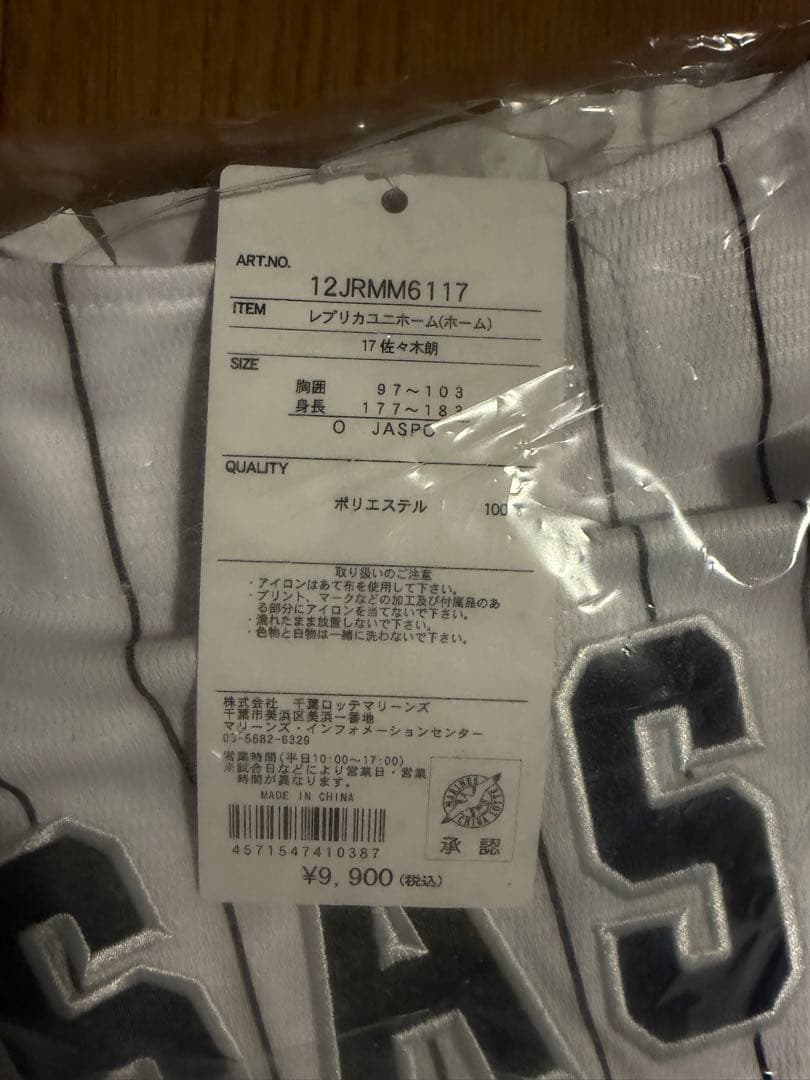 ART.NO.
12JRMM6117
ITEM
レプリカユニホーム(ホーム)
17 佐々木朗
SIZE
胸囲 97～103
身長 177～183
O JASPO
QUALITY
ポリエステル 100
取り扱いのご注意
・アイロンはあて布を使用して下さい。
・プリント、マークなどの加工及び付属品のあ
る部分にアイロンを当てないで下さい。
・濡れたまま放置しないで下さい。
・色物と白物は一緒に洗わないで下さい。
株式会社 千葉ロッテマリーンズ
千葉市美浜区美浜一番地
マリーンズ・インフォメーションセンター
03-5682-6329
営業時間(平日10:00～17:00)
※試合日などにより営業日・営業
時間が異なります。
MADE IN CHINA
4571547410387
MARINES
CHIBA LOTTE
承認
¥9,900(税込)
S
A
S